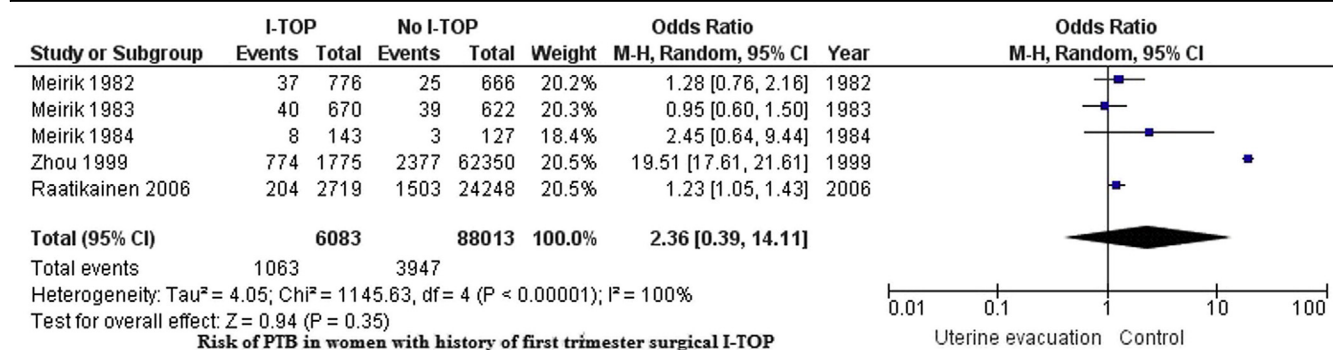 I-TOP No I-TOP Odds Ratio Odds Ratio
Study or Subgroup Events Total Events Total Weight M-H, Random, 95% CI Year M-H, Random, 95% CI
Meirik 1982 37 776 25 666 20.2% 1.28 [0.76, 2.16] 1982
Meirik 1983 40 670 39 622 20.3% 0.95 [0.60, 1.50] 1983
Meirik 1984 8 143 3 127 18.4% 2.45 [0.64, 9.44] 1984
Zhou 1999 774 1775 2377 62350 20.5% 19.51 [17.61, 21.61] 1999
Raatikainen 2006 204 2719 1503 24248 20.5% 1.23 [1.05, 1.43] 2006
Total (95% CI) 6083 88013 100.0% 2.36 [0.39, 14.11]
Total events 1063 3947
Heterogeneity: Tau² = 4.05; Chi² = 1145.63, df = 4 (P < 0.00001); I² = 100%
0.01 0.1 1 10 100
Test for overall effect: Z = 0.94 (P = 0.35)
Uterine evacuation Control
Risk of PTB in women with history of first trimester surgical I-TOP